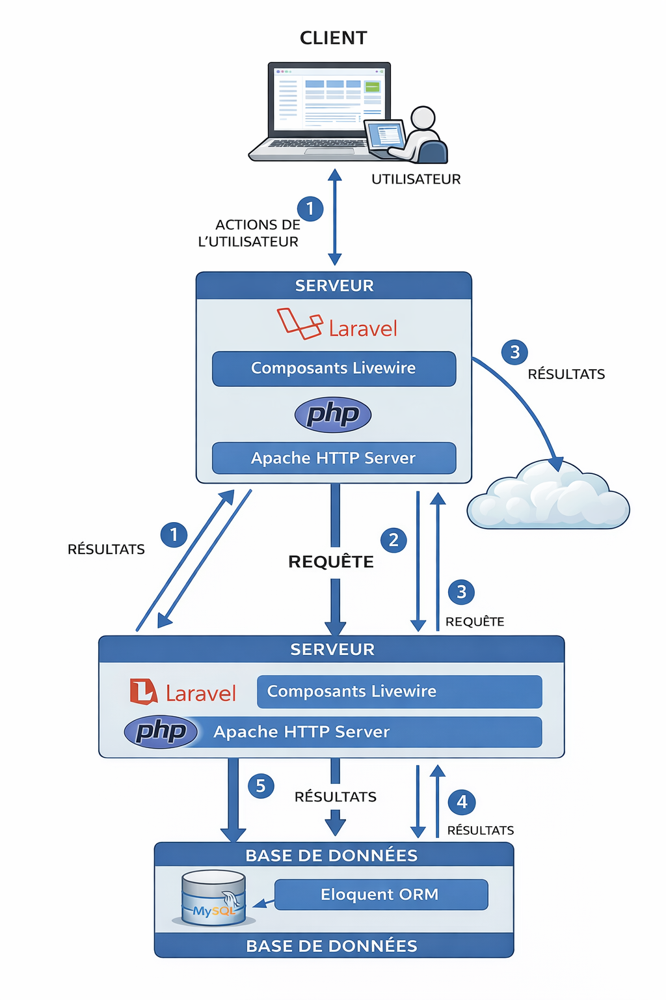 CLIENT
UTILISATEUR
1
ACTIONS DE
L'UTILISATEUR
SERVEUR
Laravel
Composants Livewire
php
Apache HTTP Server
3
RÉSULTATS
1
RÉSULTATS
REQUÊTE
2
3
REQUÊTE
SERVEUR
Laravel
Composants Livewire
php
Apache HTTP Server
5
RÉSULTATS
4
RÉSULTATS
BASE DE DONNÉES
MySQL
Eloquent ORM
BASE DE DONNÉES